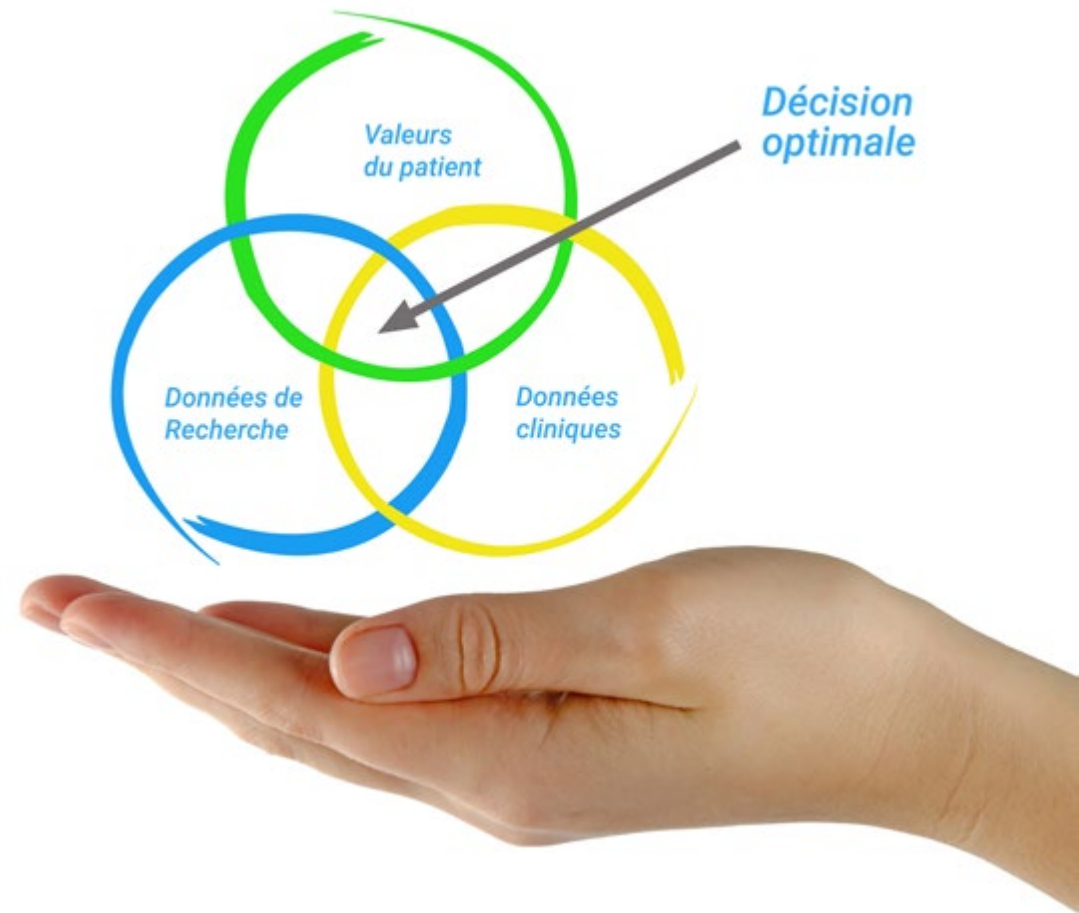 Valeurs
du patient
Décision
optimale
Données de
Recherche
Données
cliniques